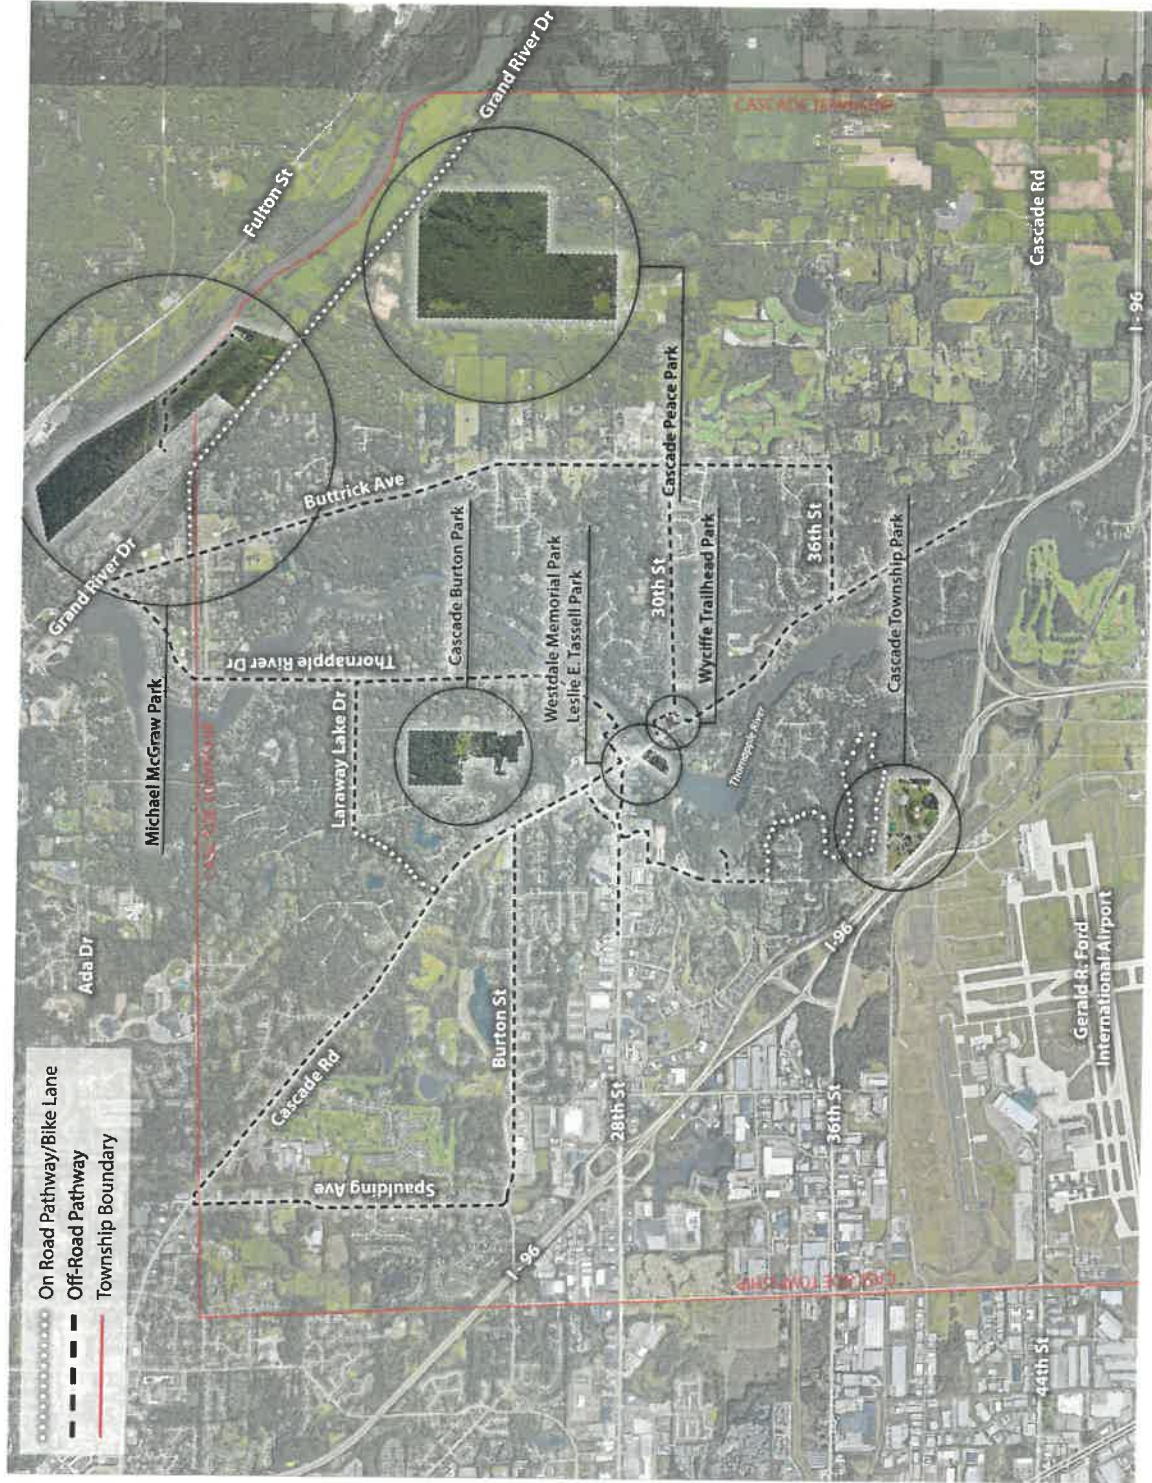 On Road Pathway/Bike Lane
Off-Road Pathway
Township Boundary
Ada Dr
Michael McGraw Park
Grand River Dr
Fulton St
Grand River Dr
Buttrick Ave
Thornapple River Dr
Laraway Lake Dr
Cascade Rd
Spaulding Ave
Burton St
Cascade Burton Park
Westdale Memorial Park
Leslie E. Tassell Park
30th St
Cascade Peace Park
Wyciffe Trailhead Park
36th St
Cascade Township Park
Thornapple River
28th St
I-96
I-96
36th St
Gerald R. Ford
International Airport
44th St
CASCADE TOWNSHIP
CASCADE TOWNSHIP
Cascade Rd
I-96